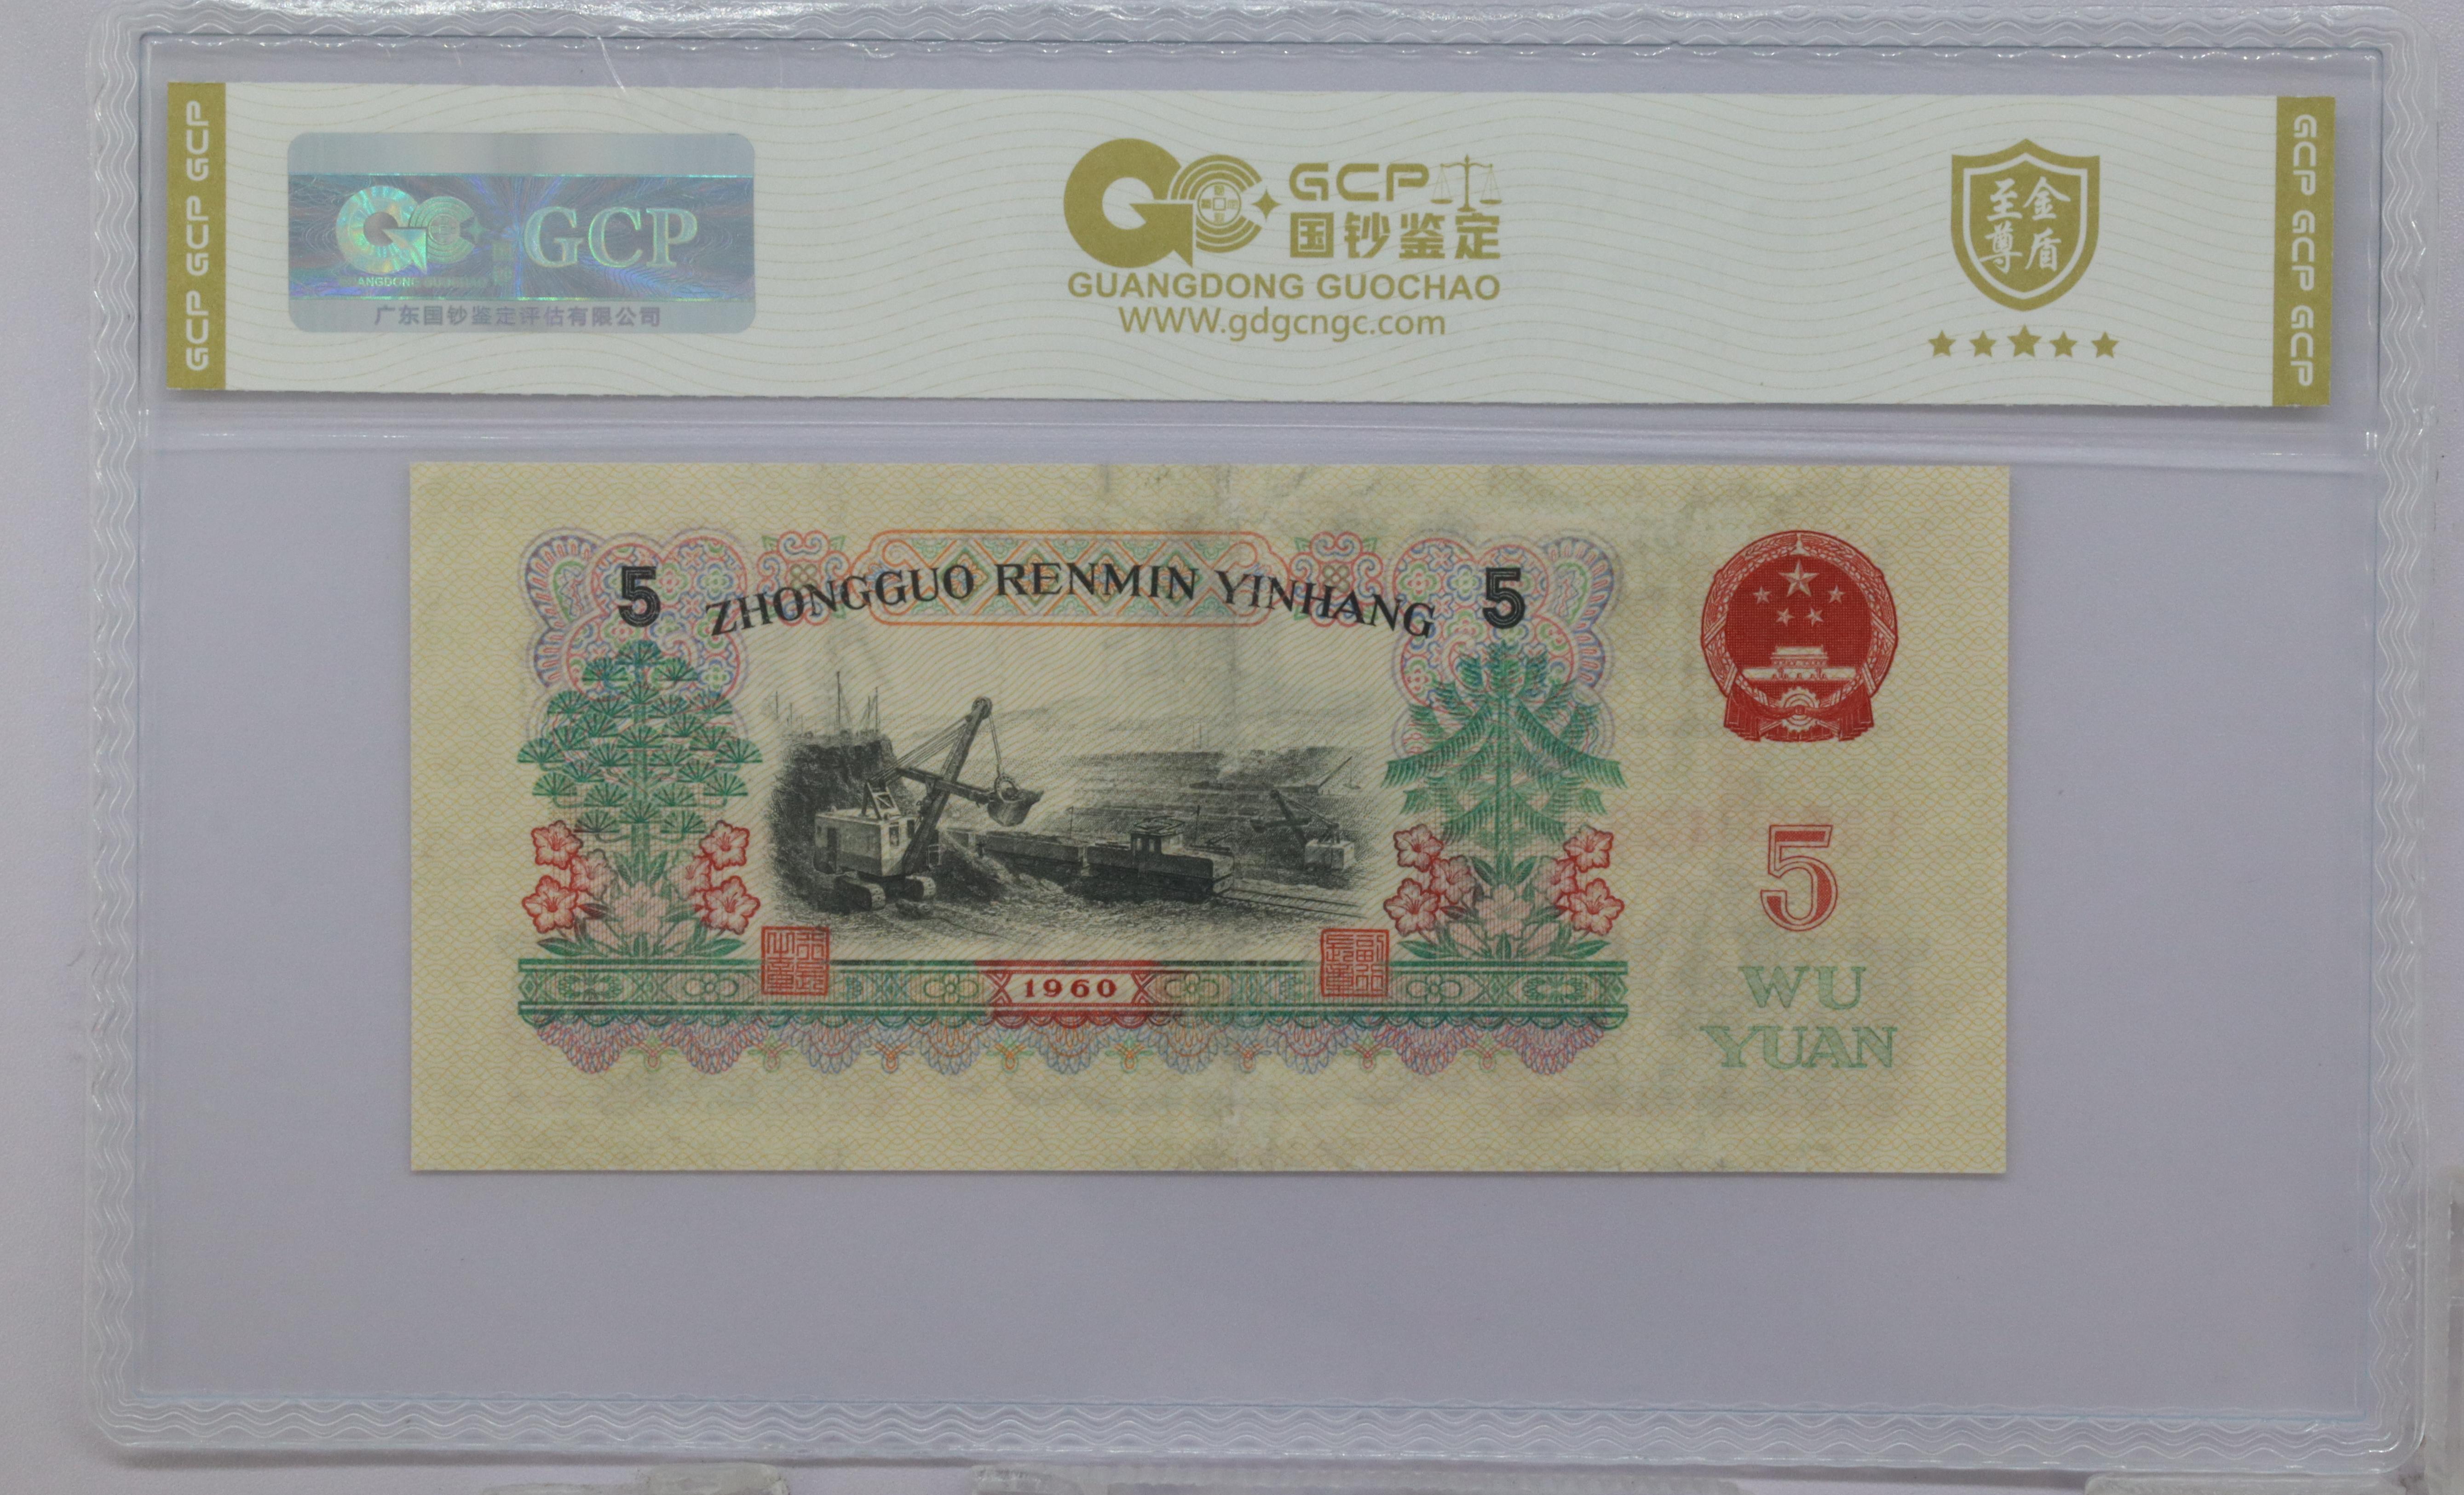 GCP GCP GCP
GCP
GUANGDONG GUOCHAO
广东国钞鉴定评估有限公司
GCP
国钞鉴定
GUANGDONG GUOCHAO
WWW.gdgcngc.com
至金
尊盾
GCP GCP GCP
5 ZHONGGUO RENMIN YINHANG 5
1960
5
WU
YUAN